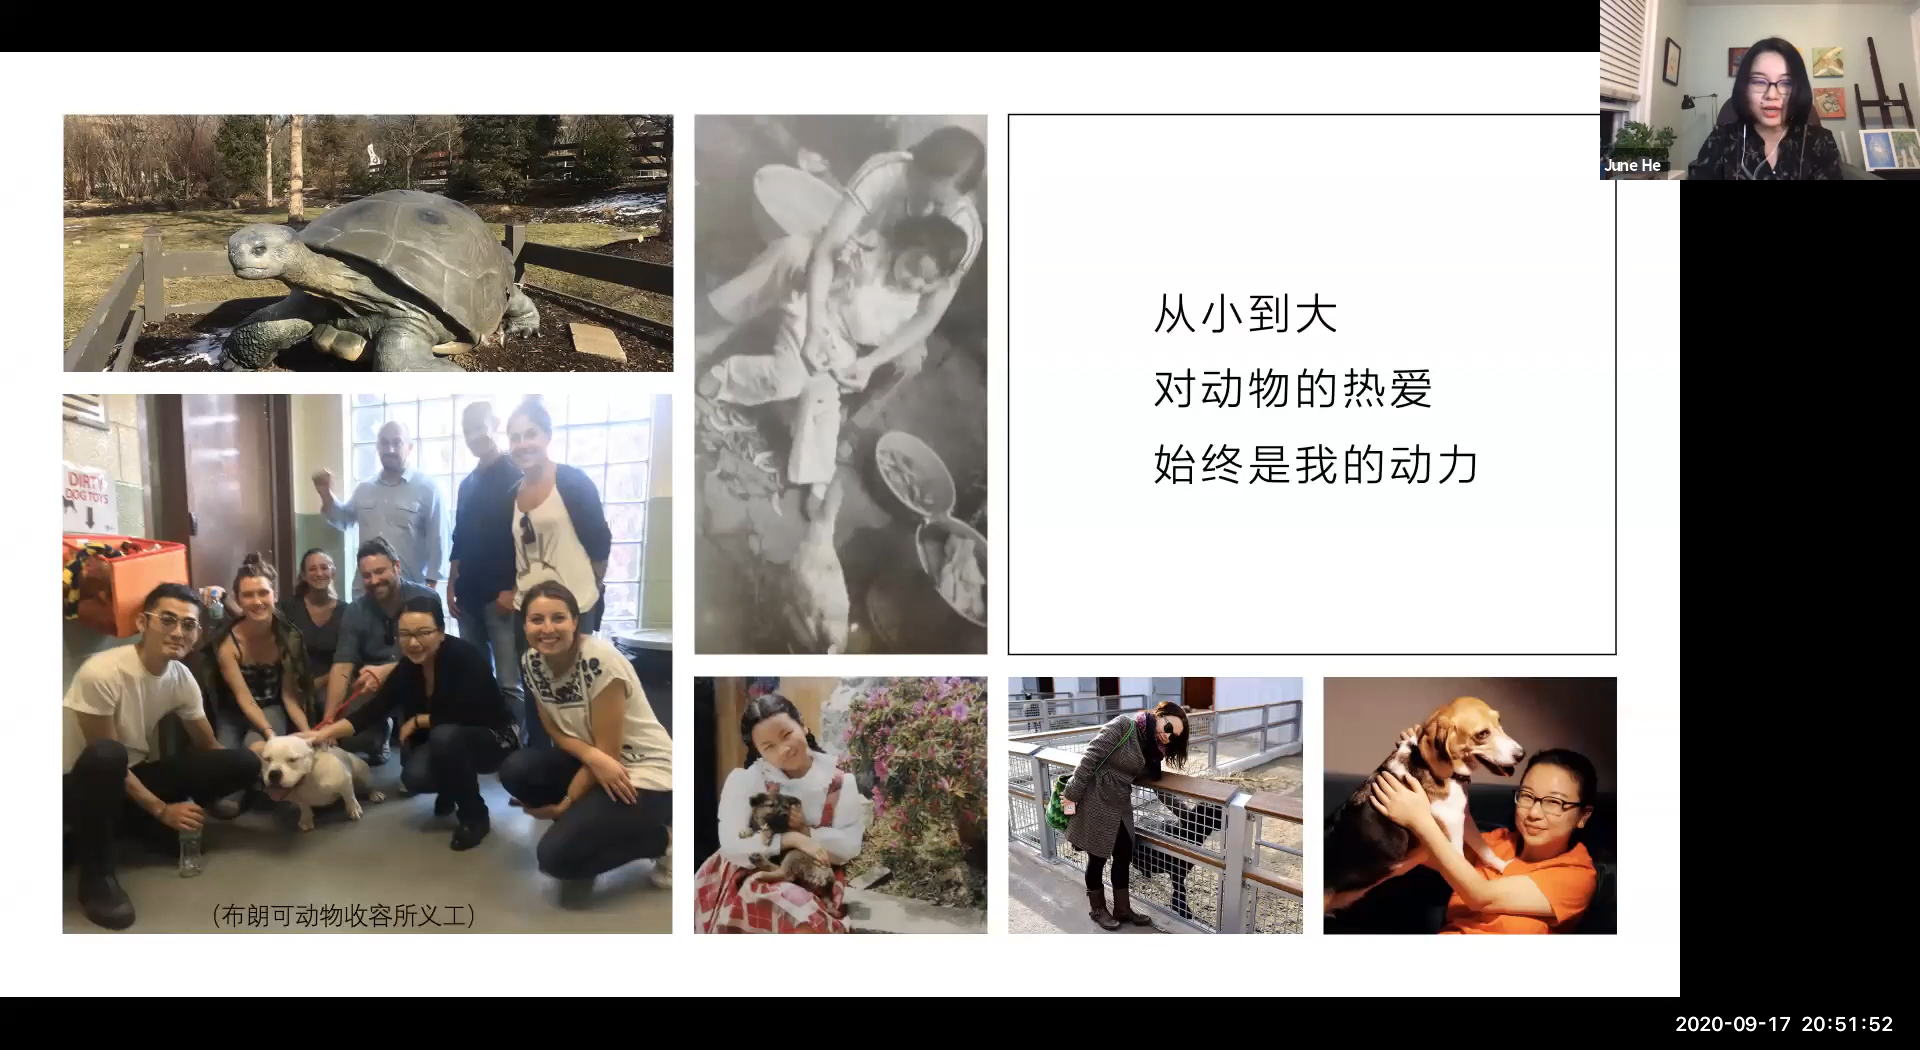 June He
从小到大
对动物的热爱
始终是我的动力
DIRTY
DOG TOYS
(布朗可动物收容所义工)
2020-09-17 20:51:52